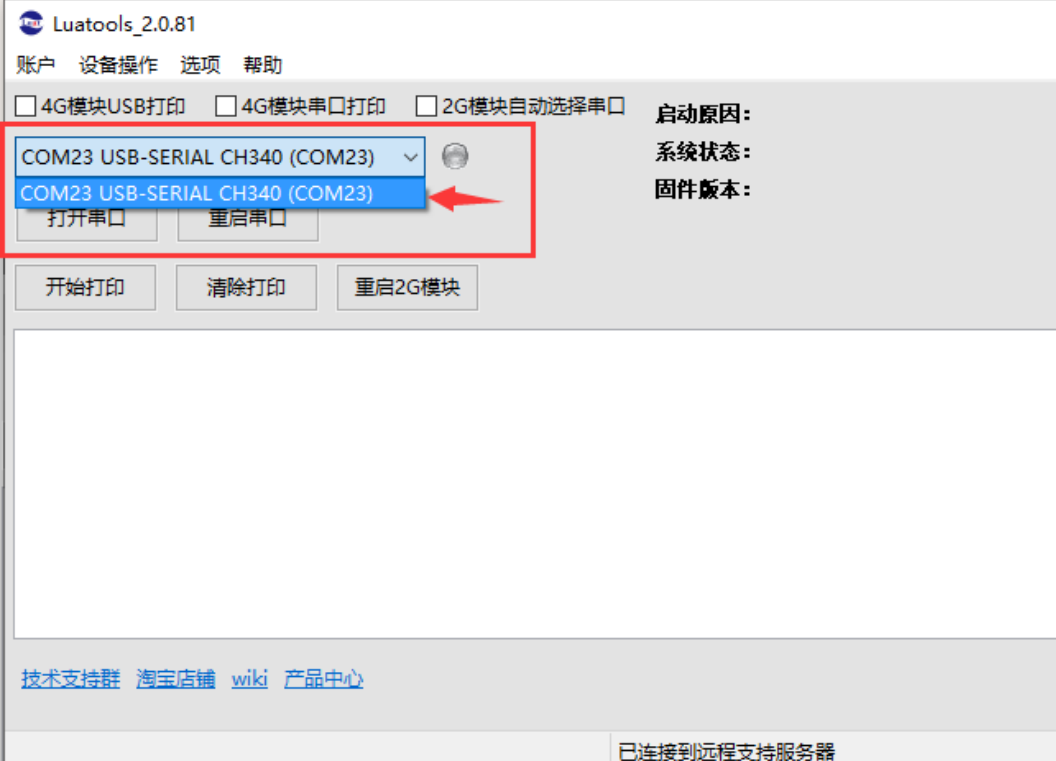 Luatools_2.0.81
账户 设备操作 选项 帮助
4G模块USB打印 4G模块串口打印 2G模块自动选择串口
启动原因:
COM23 USB-SERIAL CH340 (COM23)
系统状态:
COM23 USB-SERIAL CH340 (COM23)
固件版本:
打开串口 重启串口
开始打印 清除打印 重启2G模块
技术支持群 淘宝店铺 wiki 产品中心
已连接到远程支持服务器